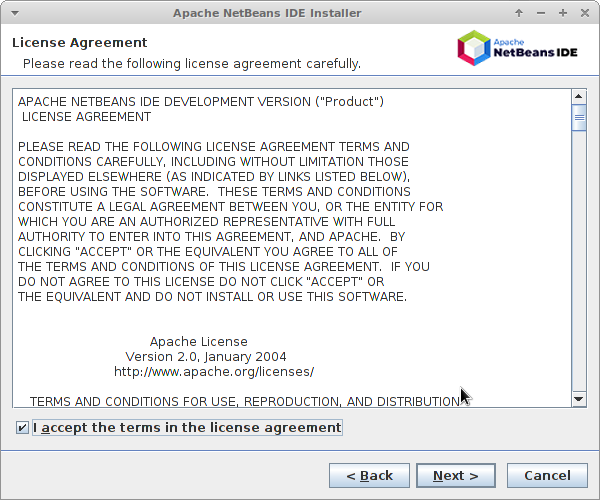 Apache NetBeans IDE Installer
License Agreement
Please read the following license agreement carefully.
Apache
NetBeans IDE
APACHE NETBEANS IDE DEVELOPMENT VERSION ("Product")
LICENSE AGREEMENT
PLEASE READ THE FOLLOWING LICENSE AGREEMENT TERMS AND
CONDITIONS CAREFULLY, INCLUDING WITHOUT LIMITATION THOSE
DISPLAYED ELSEWHERE (AS INDICATED BY LINKS LISTED BELOW),
BEFORE USING THE SOFTWARE.  THESE TERMS AND CONDITIONS
CONSTITUTE A LEGAL AGREEMENT BETWEEN YOU, OR THE ENTITY FOR
WHICH YOU ARE AN AUTHORIZED REPRESENTATIVE WITH FULL
AUTHORITY TO ENTER INTO THIS AGREEMENT, AND APACHE.  BY
CLICKING "ACCEPT" OR THE EQUIVALENT YOU AGREE TO ALL OF
THE TERMS AND CONDITIONS OF THIS LICENSE AGREEMENT.  IF YOU
DO NOT AGREE TO THIS LICENSE DO NOT CLICK "ACCEPT" OR
THE EQUIVALENT AND DO NOT INSTALL OR USE THIS SOFTWARE.
Apache License
Version 2.0, January 2004
http://www.apache.org/licenses/
TERMS AND CONDITIONS FOR USE, REPRODUCTION, AND DISTRIBUTION
I accept the terms in the license agreement
< Back
Next >
Cancel